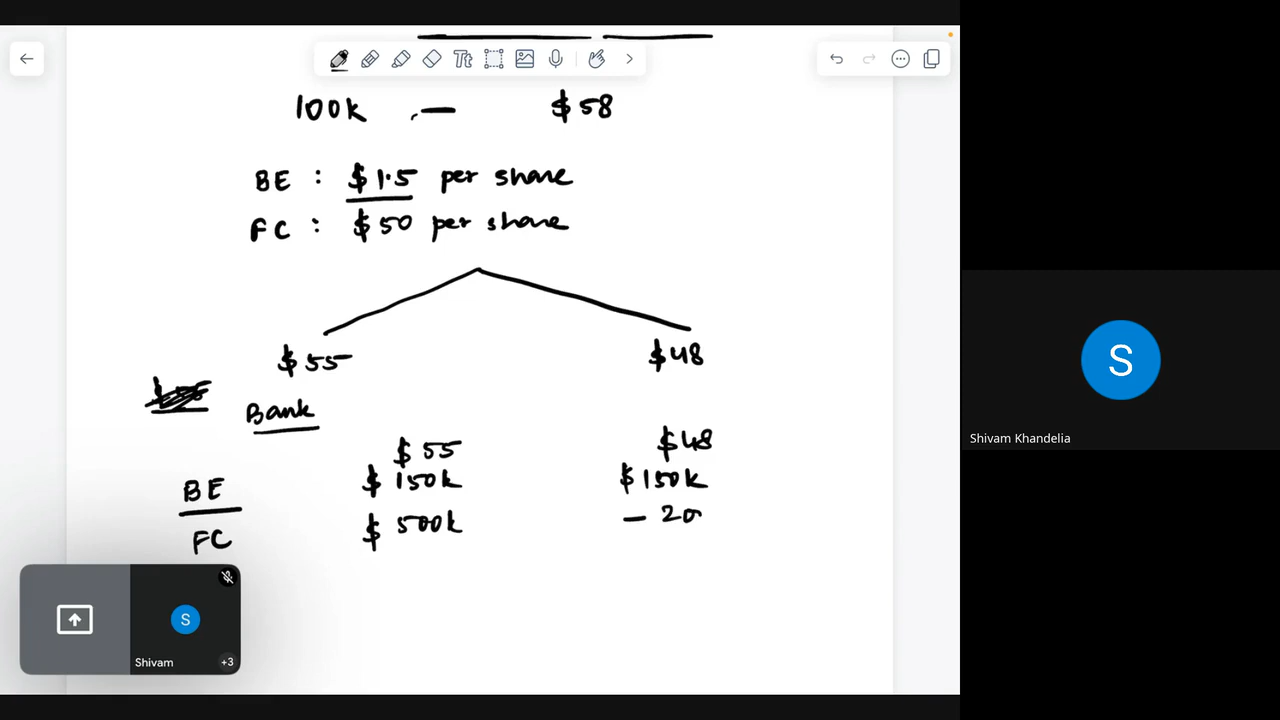 100k — $58
BE : $1.5 per share
FC : $50 per share
$55 $48
Bank
$55 $48
BE $150k $150k
FC $500k — 20
Tt
S
Shivam Khandelia
S
Shivam +3